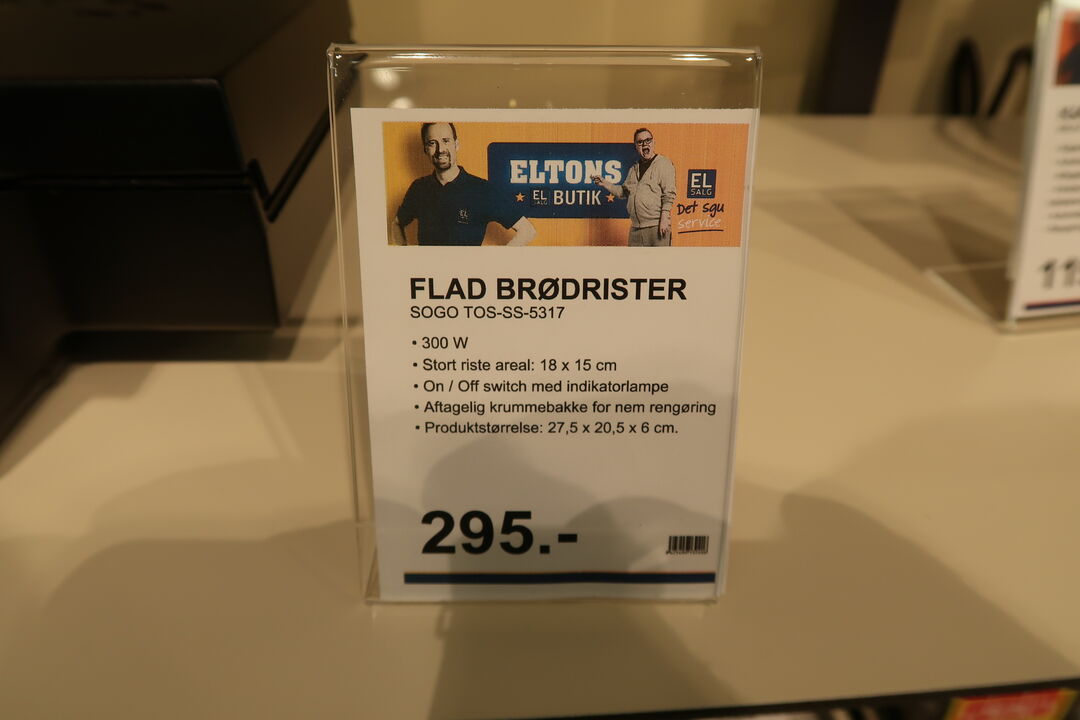 ELTONS
EL SALG BUTIK
EL
SALG
Det sgu
service
FLAD BRØDRISTER
SOGO TOS-SS-5317
• 300 W
• Stort riste areal: 18 x 15 cm
• On / Off switch med indikatorlampe
• Aftagelig krummebakke for nem rengøring
• Produktstørrelse: 27,5 x 20,5 x 6 cm.
295.-